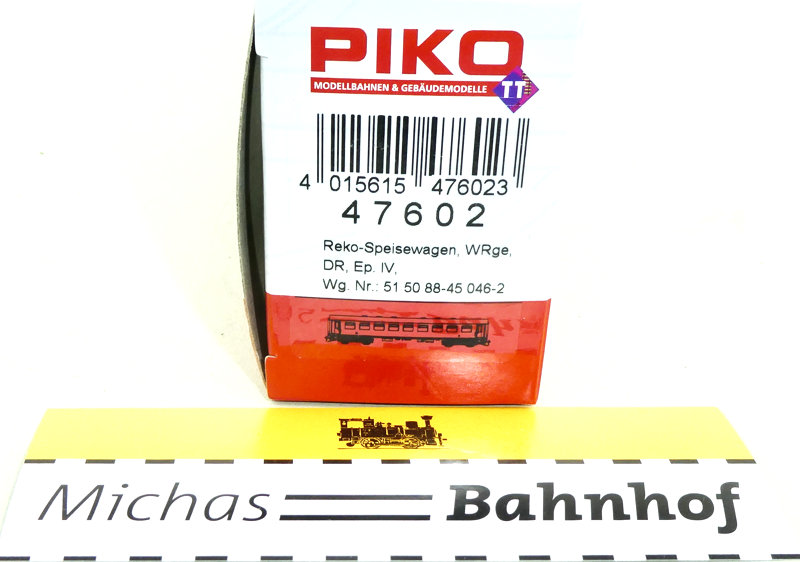 PIKO
MODELLBAHNEN & GEBÄUDEMODELLE
TT
4 015615 476023
47602
Reko-Speisewagen, WRge,
DR, Ep. IV,
Wg. Nr.: 51 50 88-45 046-2
Michas Bahnhof